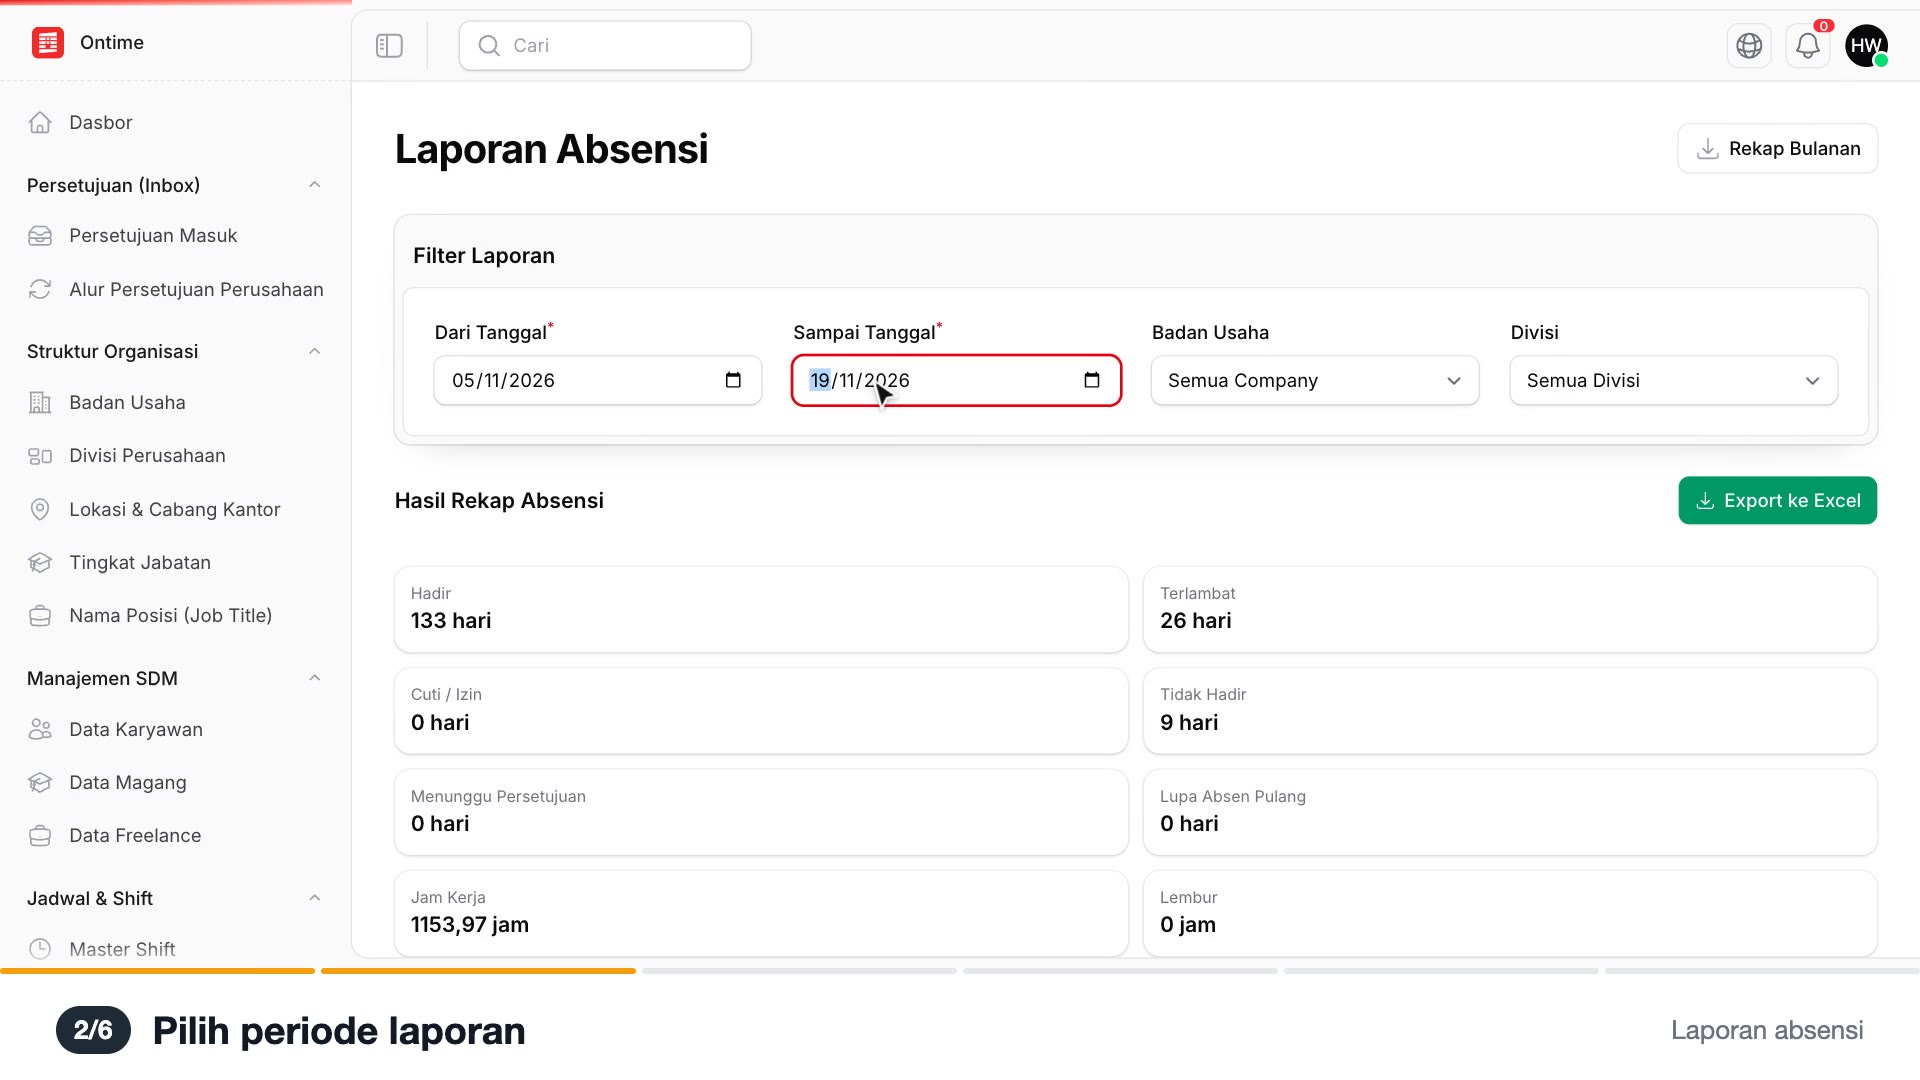 Ontime
Cari
0
HW
Dasbor
Persetujuan (Inbox)
Persetujuan Masuk
Alur Persetujuan Perusahaan
Struktur Organisasi
Badan Usaha
Divisi Perusahaan
Lokasi & Cabang Kantor
Tingkat Jabatan
Nama Posisi (Job Title)
Manajemen SDM
Data Karyawan
Data Magang
Data Freelance
Jadwal & Shift
Master Shift
Laporan Absensi
Rekap Bulanan
Filter Laporan
Dari Tanggal*
Sampai Tanggal*
Badan Usaha
Divisi
05/11/2026
19/11/2026
Semua Company
Semua Divisi
Hasil Rekap Absensi
Export ke Excel
Hadir
133 hari
Terlambat
26 hari
Cuti / Izin
0 hari
Tidak Hadir
9 hari
Menunggu Persetujuan
0 hari
Lupa Absen Pulang
0 hari
Jam Kerja
1153,97 jam
Lembur
0 jam
2/6
Pilih periode laporan
Laporan absensi